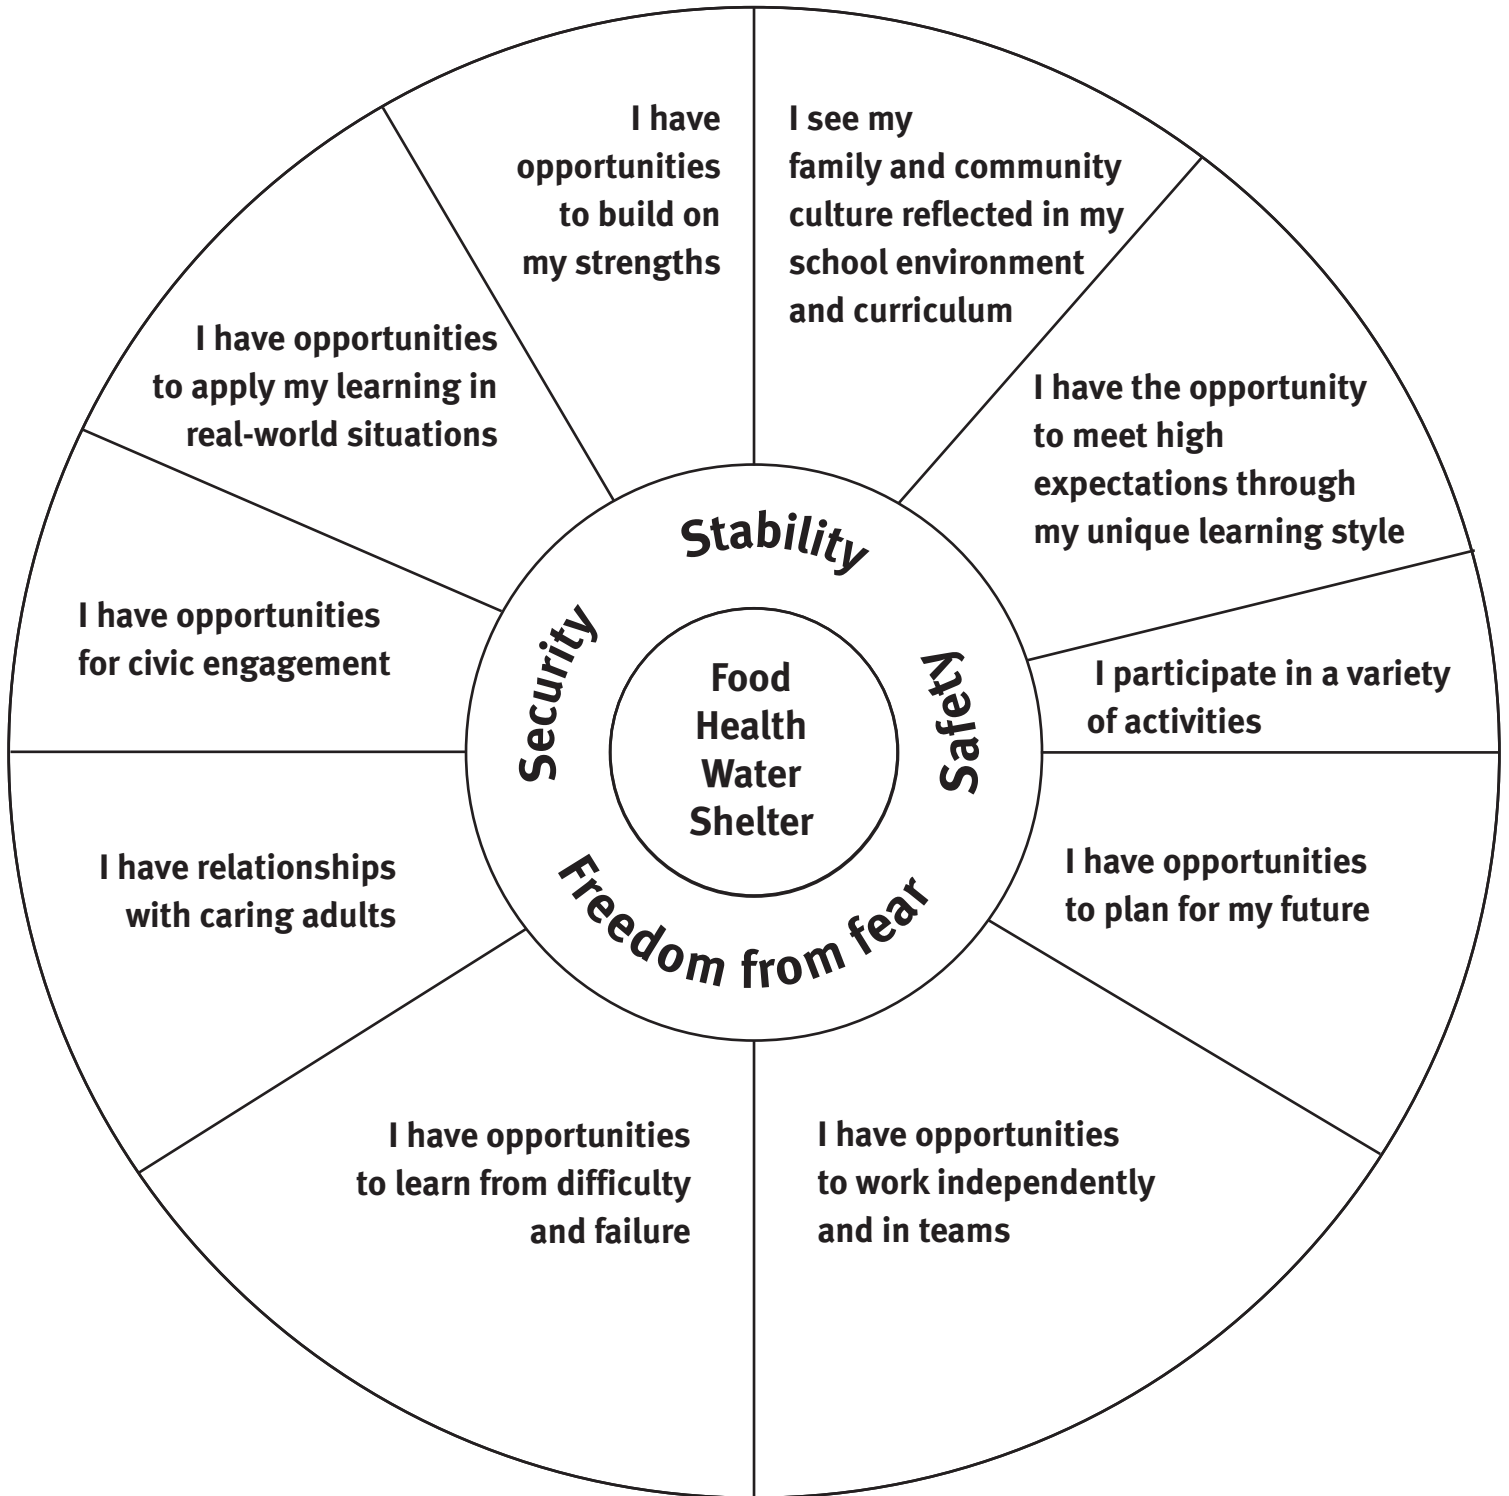 I have
opportunities
to build on
my strengths
I see my
family and community
culture reflected in my
school environment
and curriculum
I have the opportunity
to meet high
expectations through
my unique learning style
I participate in a variety
of activities
I have opportunities
to plan for my future
I have opportunities
to work independently
and in teams
I have opportunities
to learn from difficulty
and failure
I have relationships
with caring adults
I have opportunities
for civic engagement
I have opportunities
to apply my learning in
real-world situations
Stability
Safety
Freedom from fear
Security
Food
Health
Water
Shelter